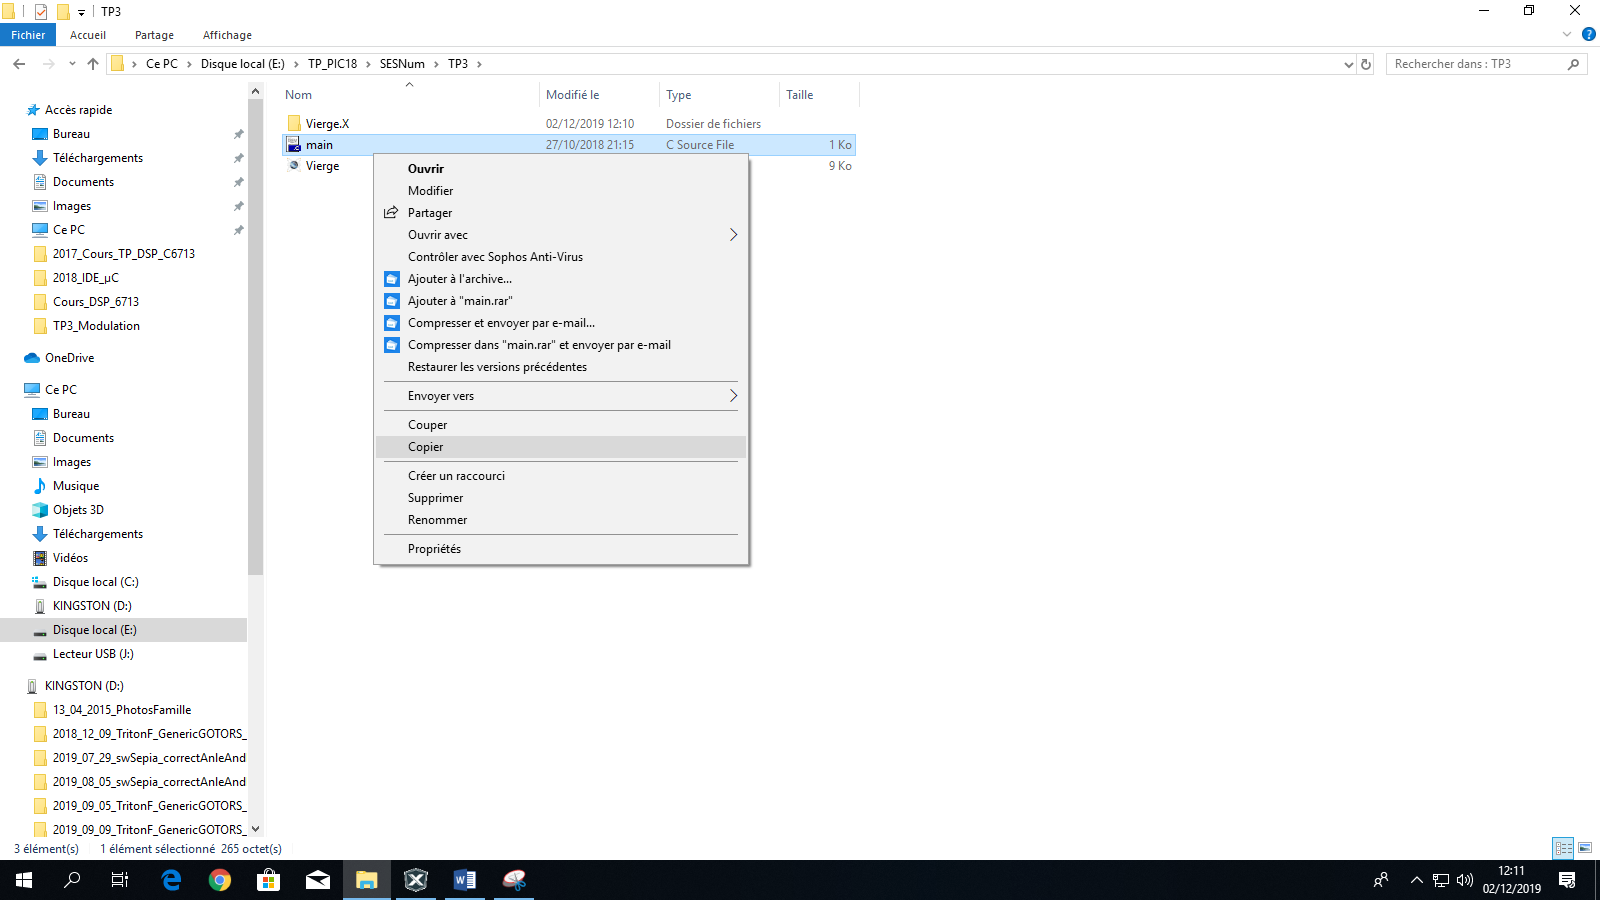 TP3
Fichier Accueil Partage Affichage
Ce PC Disque local (E:) TP_PIC18 SESNum TP3
Rechercher dans : TP3
Nom Modifié le Type Taille
Vierge.X 02/12/2019 12:10 Dossier de fichiers
main 27/10/2018 21:15 C Source File 1 Ko
Vierge 9 Ko
Ouvrir
Modifier
Partager
Ouvrir avec
Contrôler avec Sophos Anti-Virus
Ajouter à l'archive...
Ajouter à "main.rar"
Compresser et envoyer par e-mail...
Compresser dans "main.rar" et envoyer par e-mail
Restaurer les versions précédentes
Envoyer vers
Couper
Copier
Créer un raccourci
Supprimer
Renommer
Propriétés
Accès rapide
Bureau
Téléchargements
Documents
Images
Ce PC
2017_Cours_TP_DSP_C6713
2018_IDE_µC
Cours_DSP_6713
TP3_Modulation
OneDrive
Ce PC
Bureau
Documents
Images
Musique
Objets 3D
Téléchargements
Vidéos
Disque local (C:)
KINGSTON (D:)
Disque local (E:)
Lecteur USB (J:)
KINGSTON (D:)
13_04_2015_PhotosFamille
2018_12_09_TritonF_GenericGOTORS_
2019_07_29_swSepia_correctAnleAnd
2019_08_05_swSepia_correctAnleAnd
2019_09_05_TritonF_GenericGOTORS_
2019_09_09_TritonF_GenericGOTORS_
3 élément(s) 1 élément sélectionné 265 octet(s)
12:11
02/12/2019